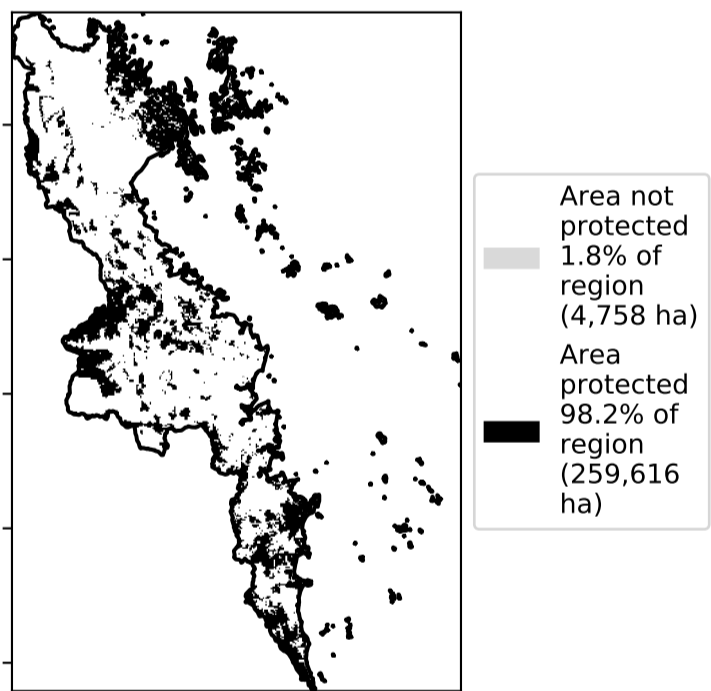 Area not
protected
1.8% of
region
(4,758 ha)
Area
protected
98.2% of
region
(259,616
ha)